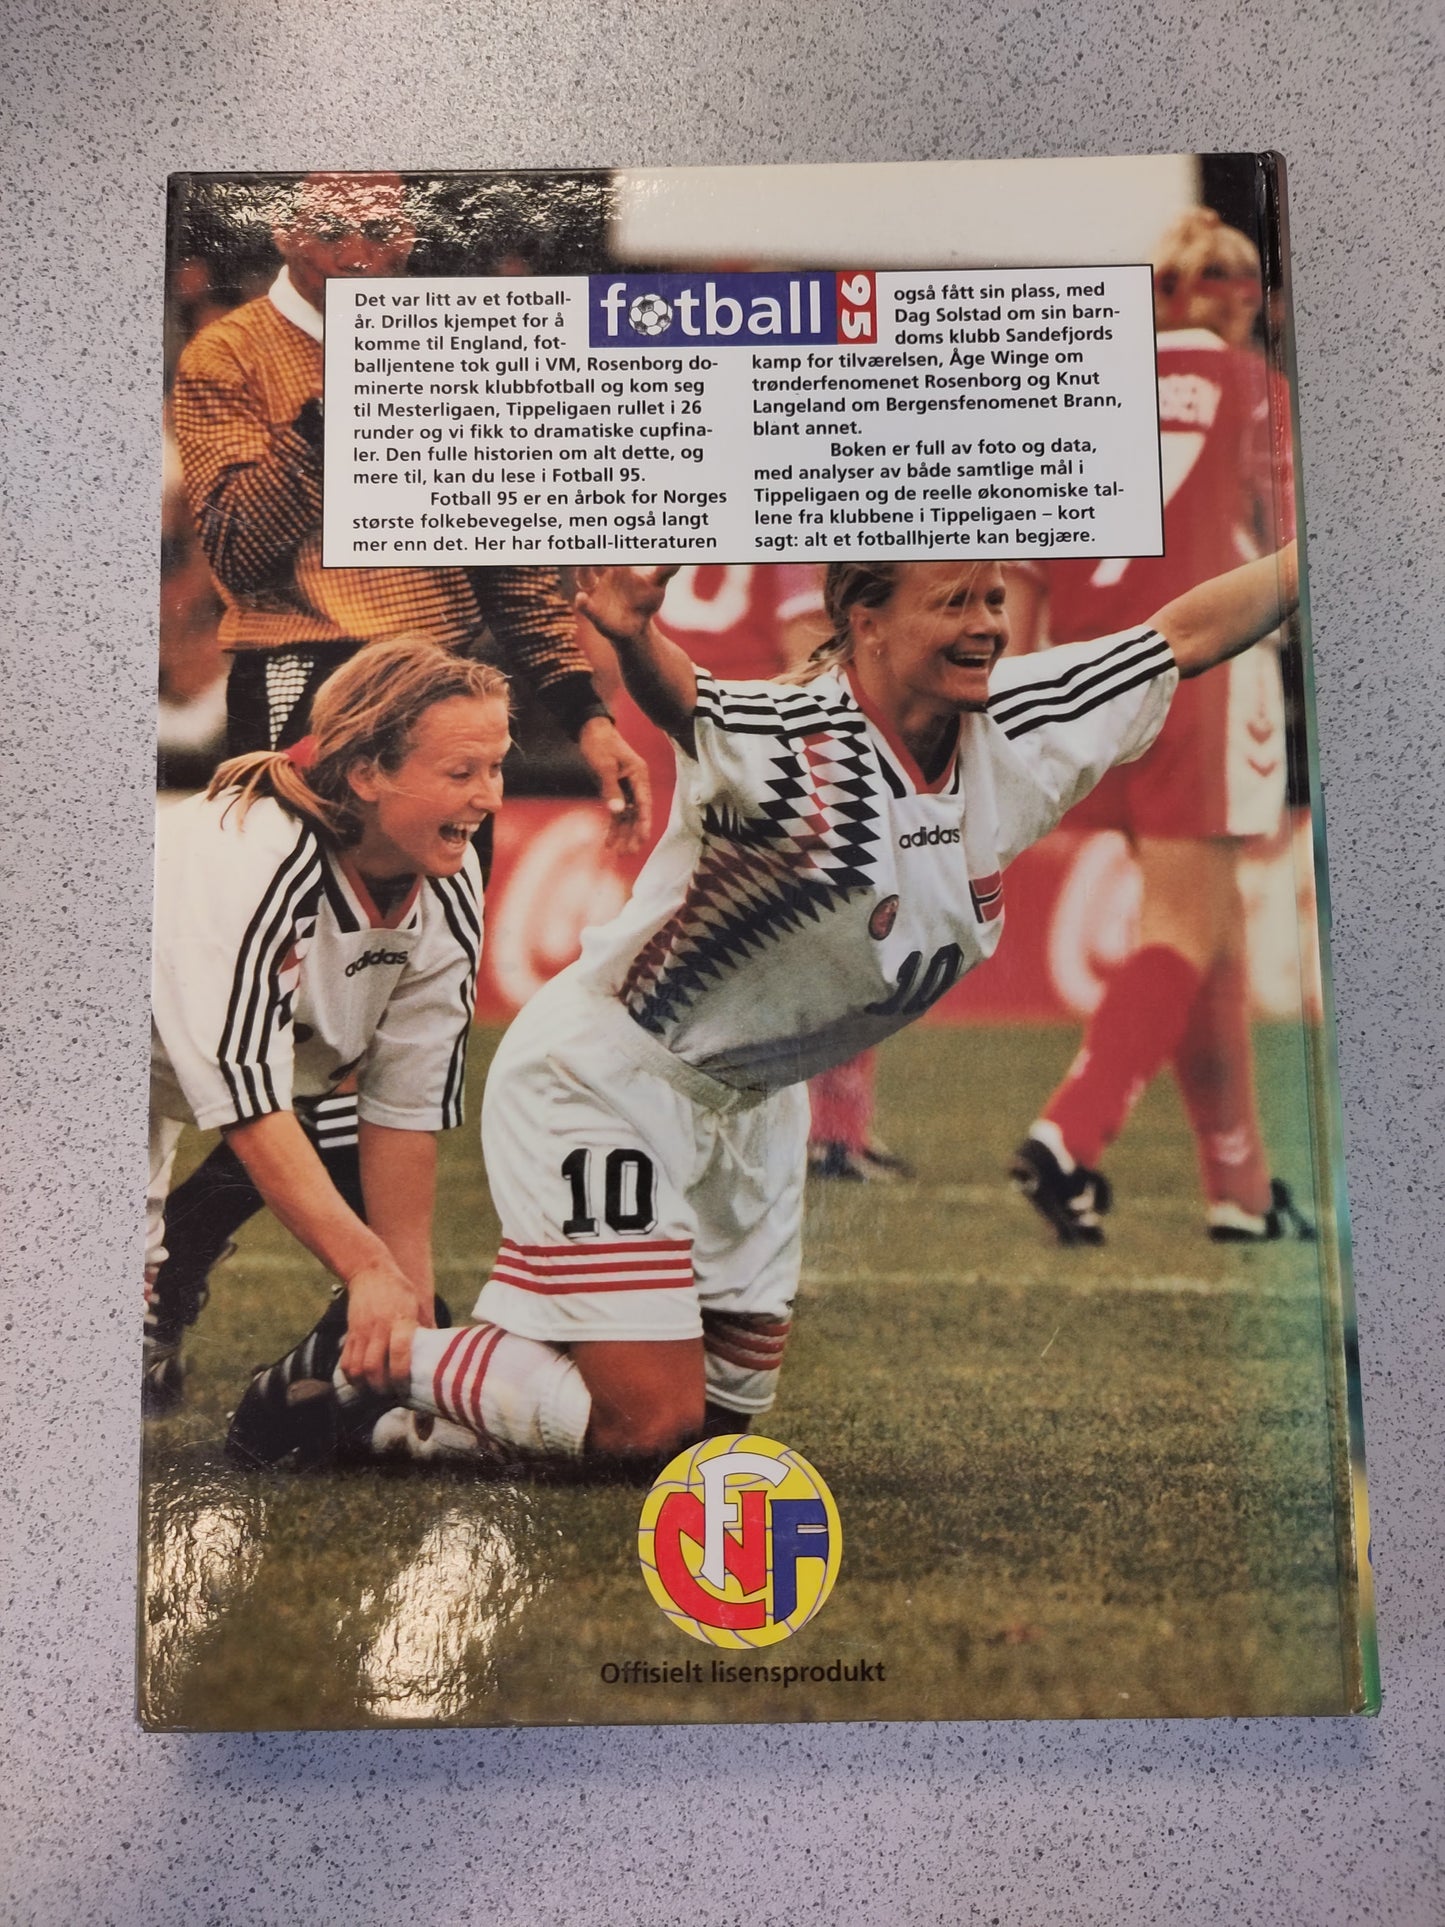 fotball 95
Det var litt av et fotball-
år. Drillos kjempet for å
komme til England, fot-
balljentene tok gull i VM, Rosenborg do-
minerte norsk klubbfotball og kom seg
til Mesterligaen, Tippeligaen rullet i 26
runder og vi fikk to dramatiske cupfina-
ler. Den fulle historien om alt dette, og
mere til, kan du lese i Fotball 95.
Fotball 95 er en årbok for Norges
største folkebevegelse, men også langt
mer enn det. Her har fotball-litteraturen
også fått sin plass, med
Dag Solstad om sin barn-
doms klubb Sandefjords
kamp for tilværelsen, Åge Winge om
trønderfenomenet Rosenborg og Knut
Langeland om Bergensfenomenet Brann,
blant annet.
Boken er full av foto og data,
med analyser av både samtlige mål i
Tippeligaen og de reelle økonomiske tal-
lene fra klubbene i Tippeligaen – kort
sagt: alt et fotballhjerte kan begjære.
adidas
adidas
10
10
NFF
Offisielt lisensprodukt